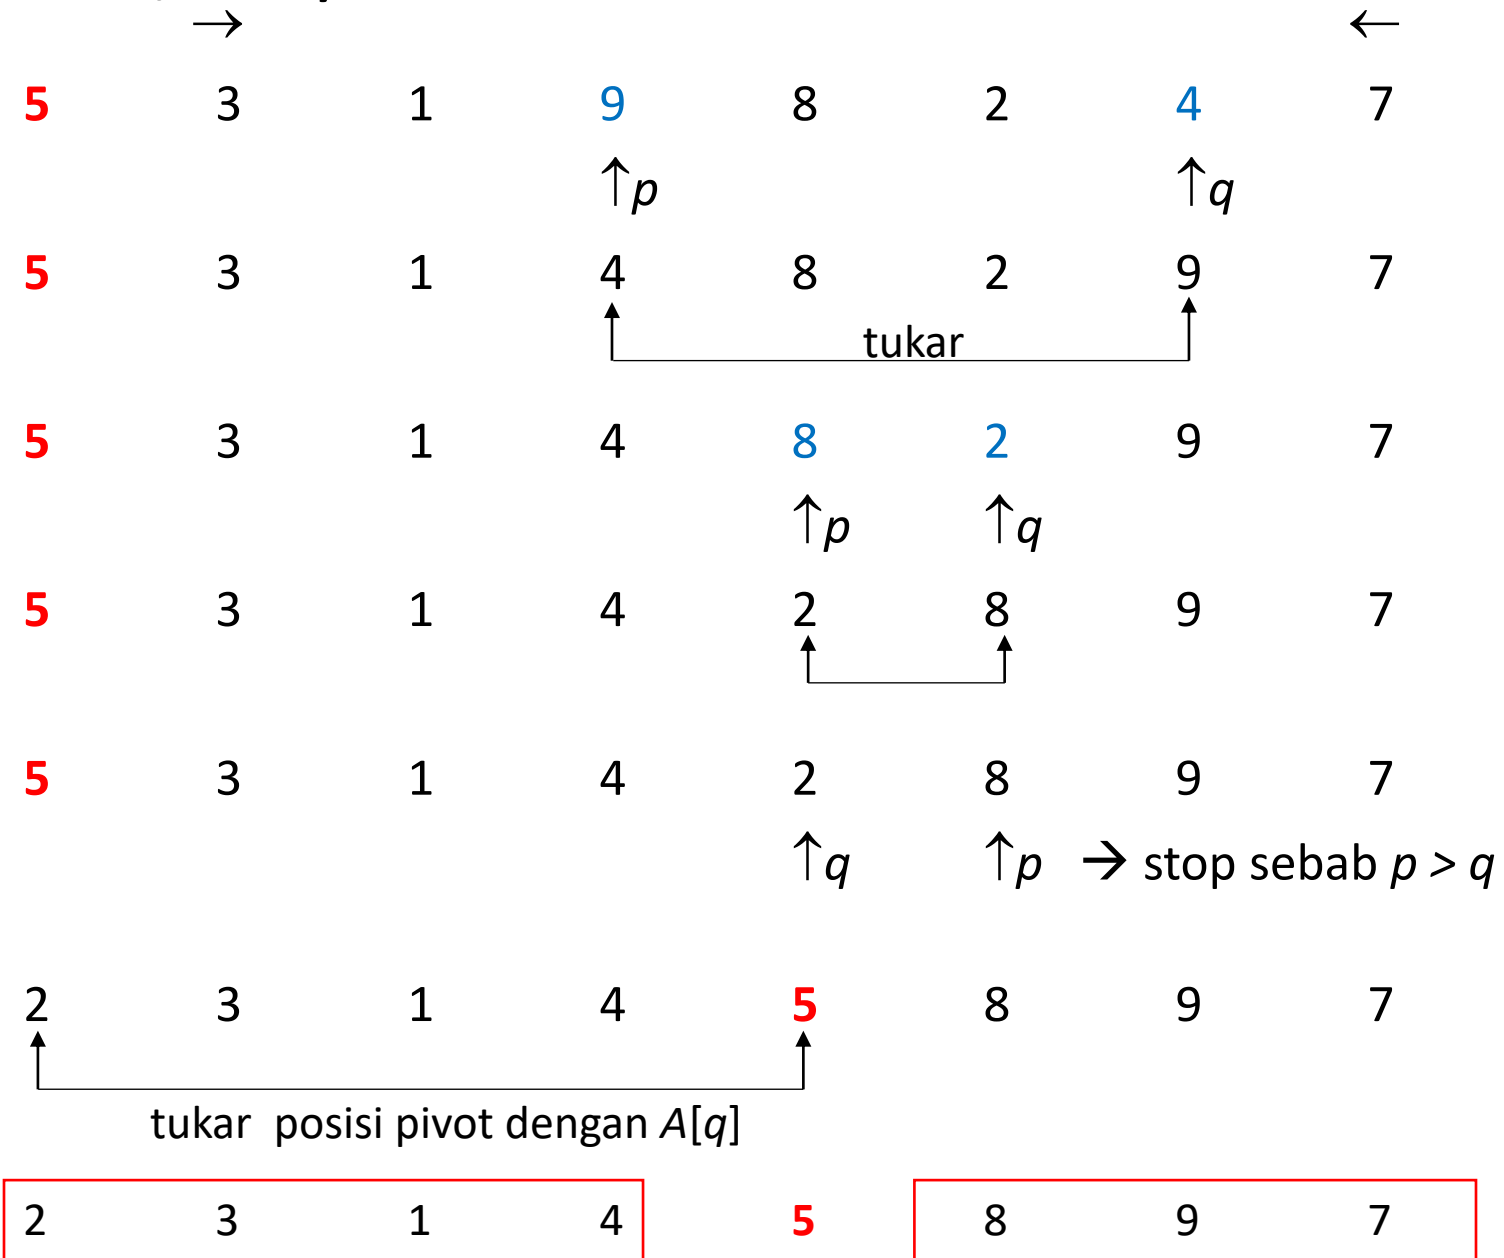 → ←
5 3 1 9 8 2 4 7
↑p ↑q
5 3 1 4 8 2 9 7
tukar
5 3 1 4 8 2 9 7
↑p ↑q
5 3 1 4 2 8 9 7
5 3 1 4 2 8 9 7
↑q ↑p → stop sebab p > q
2 3 1 4 5 8 9 7
tukar posisi pivot dengan A[q]
2 3 1 4 5 8 9 7